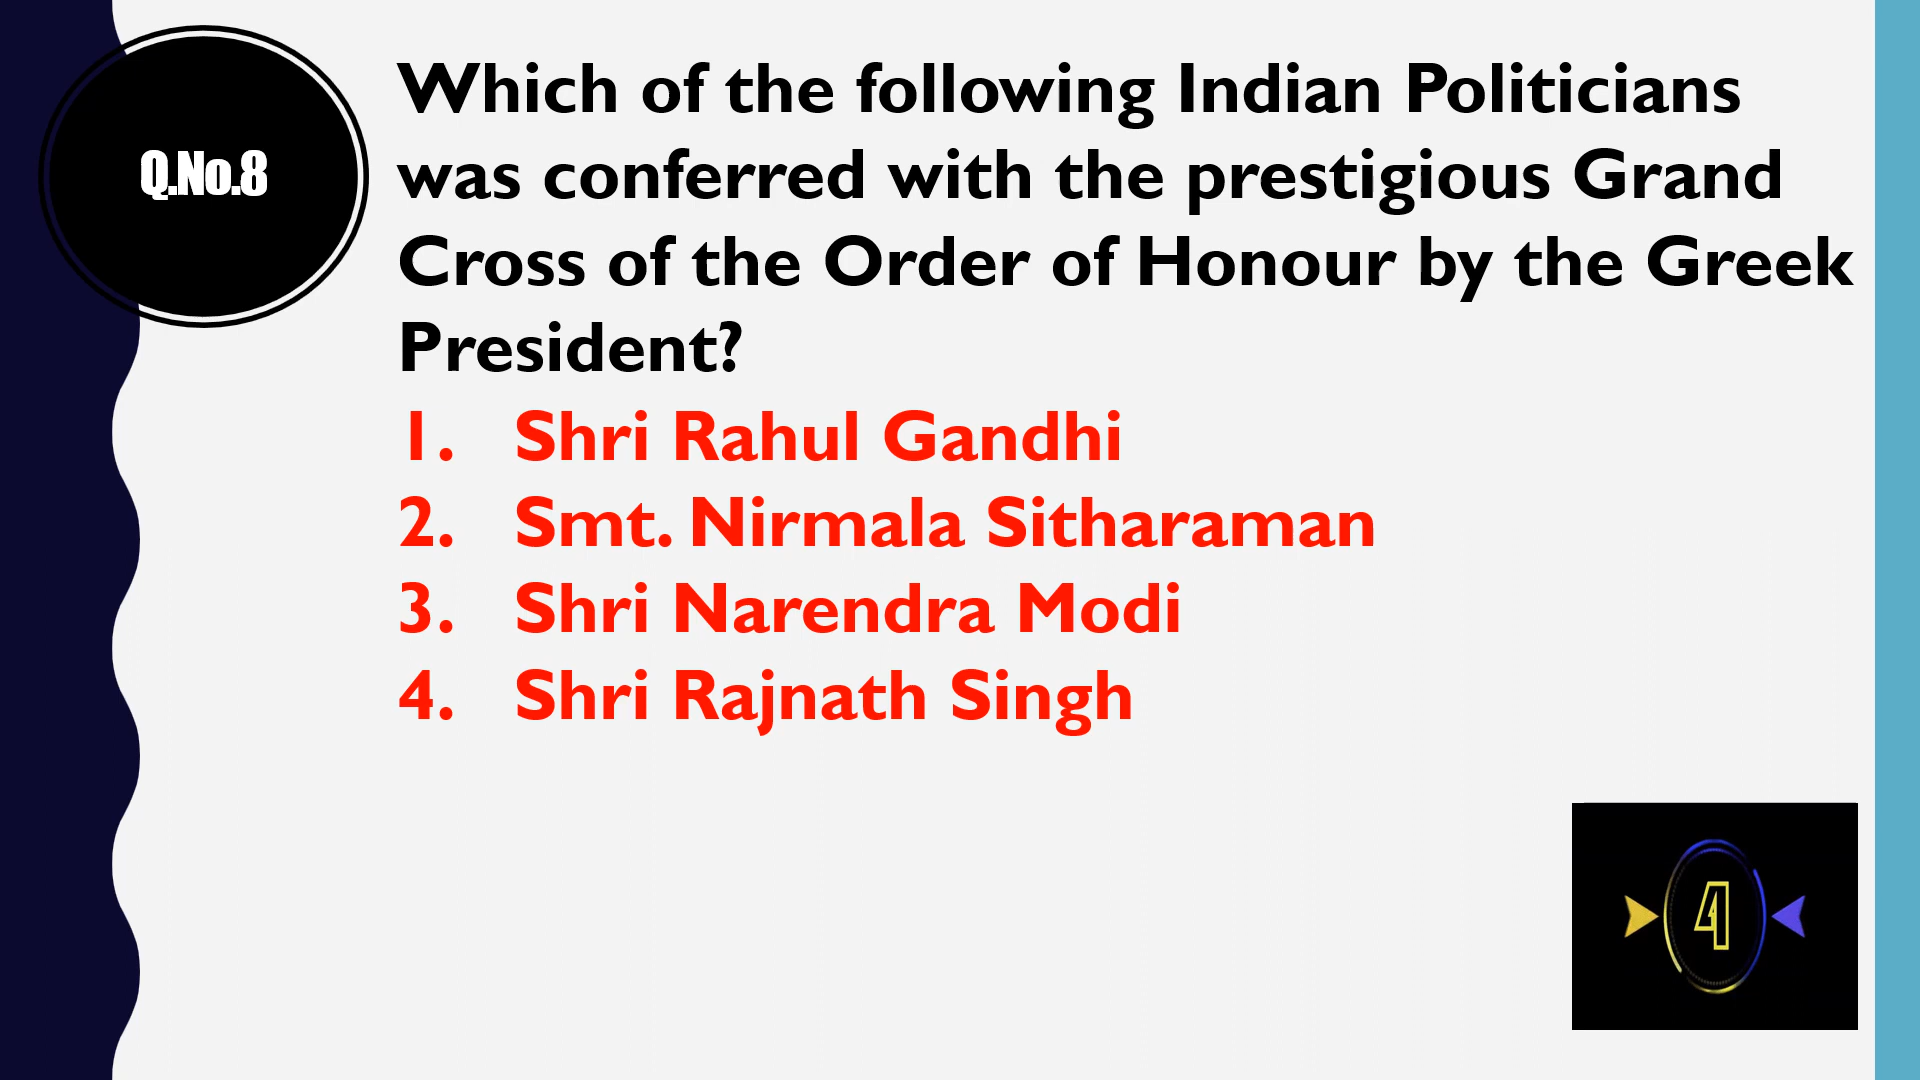 Q.No.8
Which of the following Indian Politicians
was conferred with the prestigious Grand
Cross of the Order of Honour by the Greek
President?
1. Shri Rahul Gandhi
2. Smt. Nirmala Sitharaman
3. Shri Narendra Modi
4. Shri Rajnath Singh
4